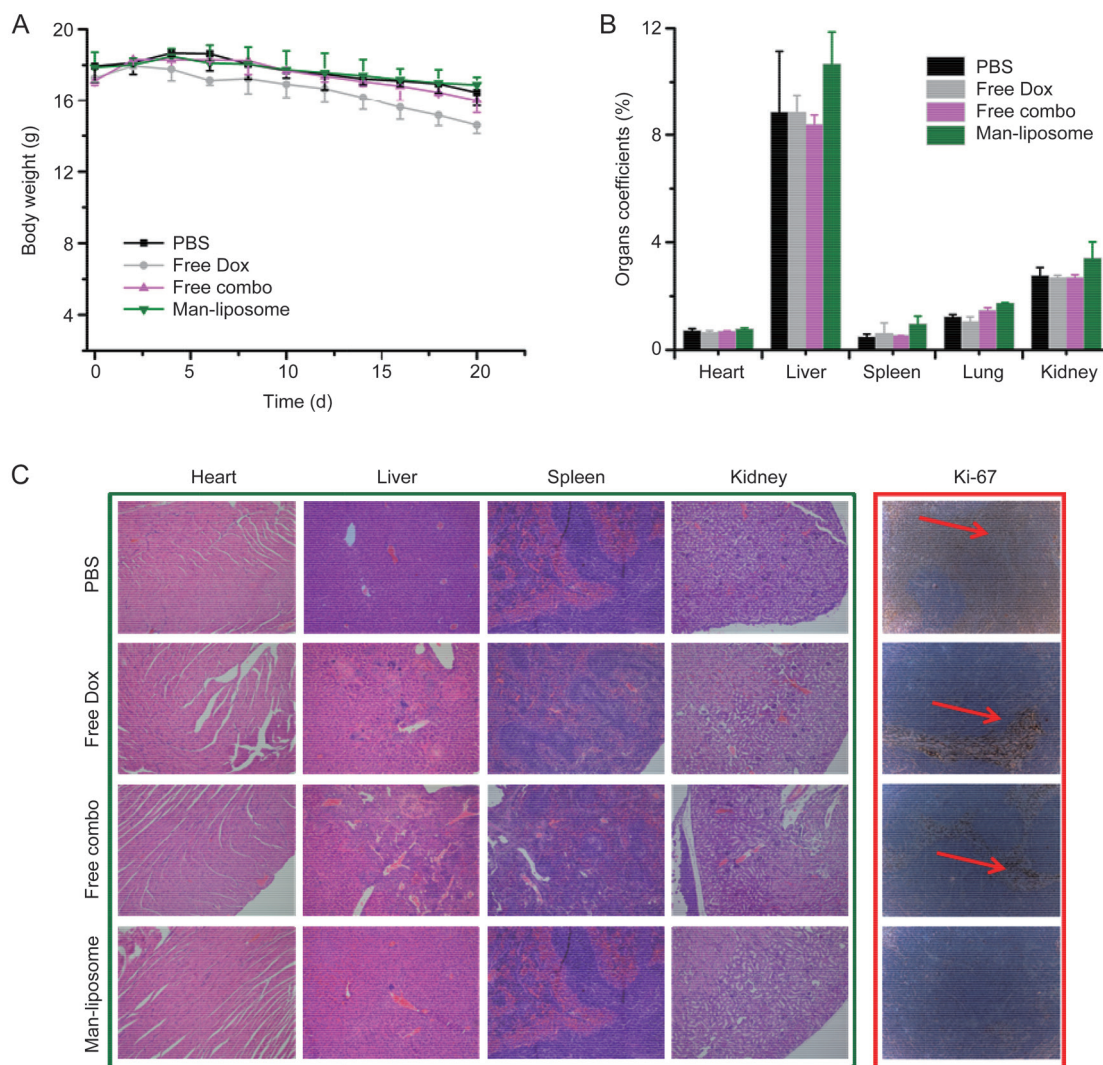 A
20
16
12
8
4
Body weight (g)
PBS
Free Dox
Free combo
Man-liposome
0
5
10
15
20
Time (d)
B
12
8
4
0
Organs coefficients (%)
PBS
Free Dox
Free combo
Man-liposome
Heart
Liver
Spleen
Lung
Kidney
C
Heart
Liver
Spleen
Kidney
Ki-67
PBS
Free Dox
Free combo
Man-liposome